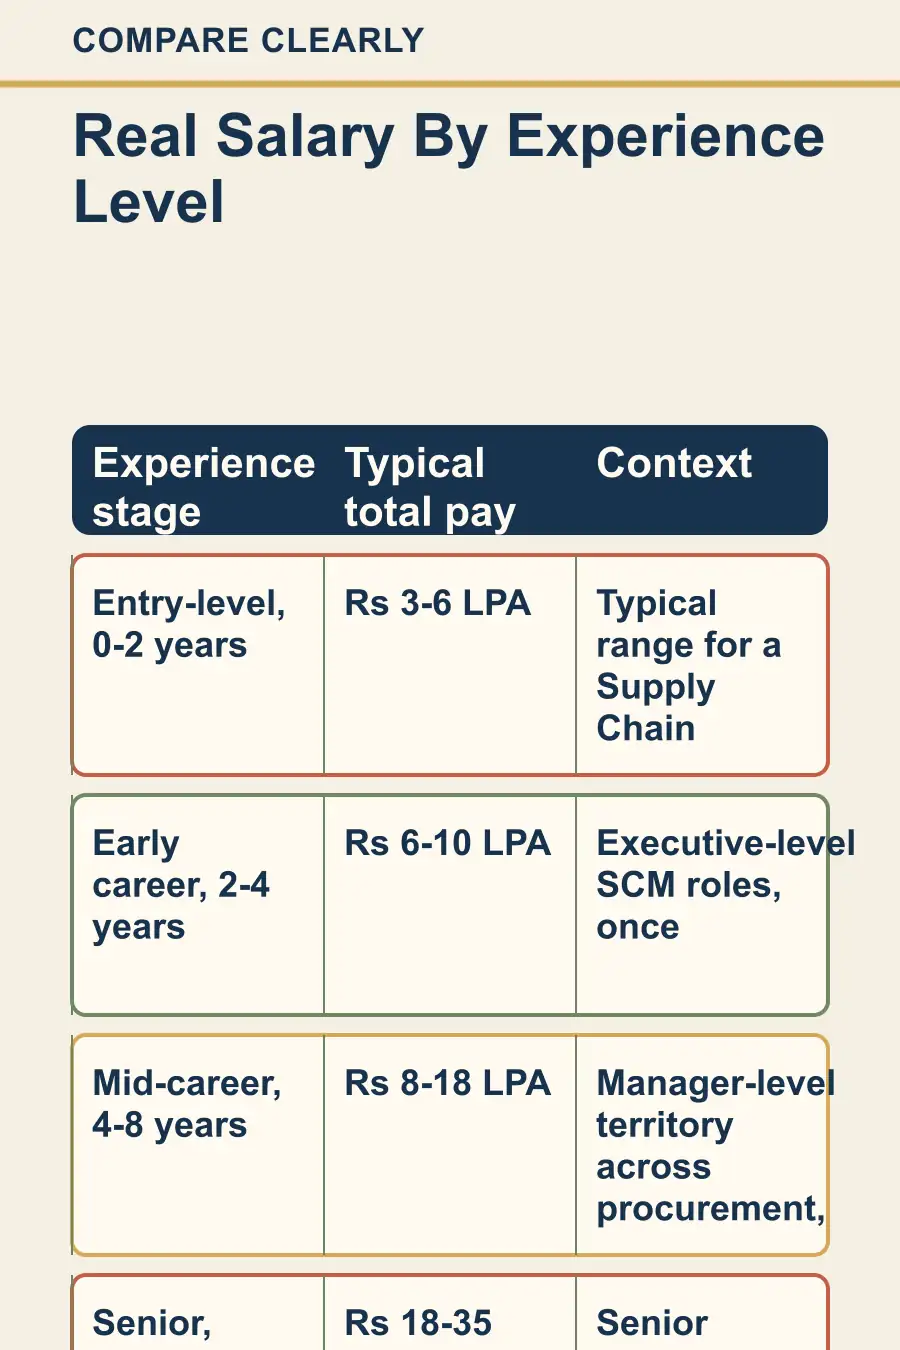 COMPARE CLEARLY
Real Salary By Experience
Level
Experience stage Typical total pay Context
Entry-level,
0-2 years
Rs 3-6 LPA
Typical
range for a
Supply
Chain
Early
career, 2-4
years
Rs 6-10 LPA
Executive-level
SCM roles,
once
Mid-career,
4-8 years
Rs 8-18 LPA
Manager-level
territory
across
procurement,
Senior,
Rs 18-35
Senior